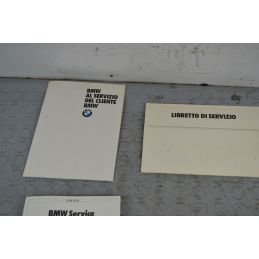 BMW
AL SERVIZIO
DEL CLIENTE
BMW
LIBRETTO DI SERVIZIO
BMW Service